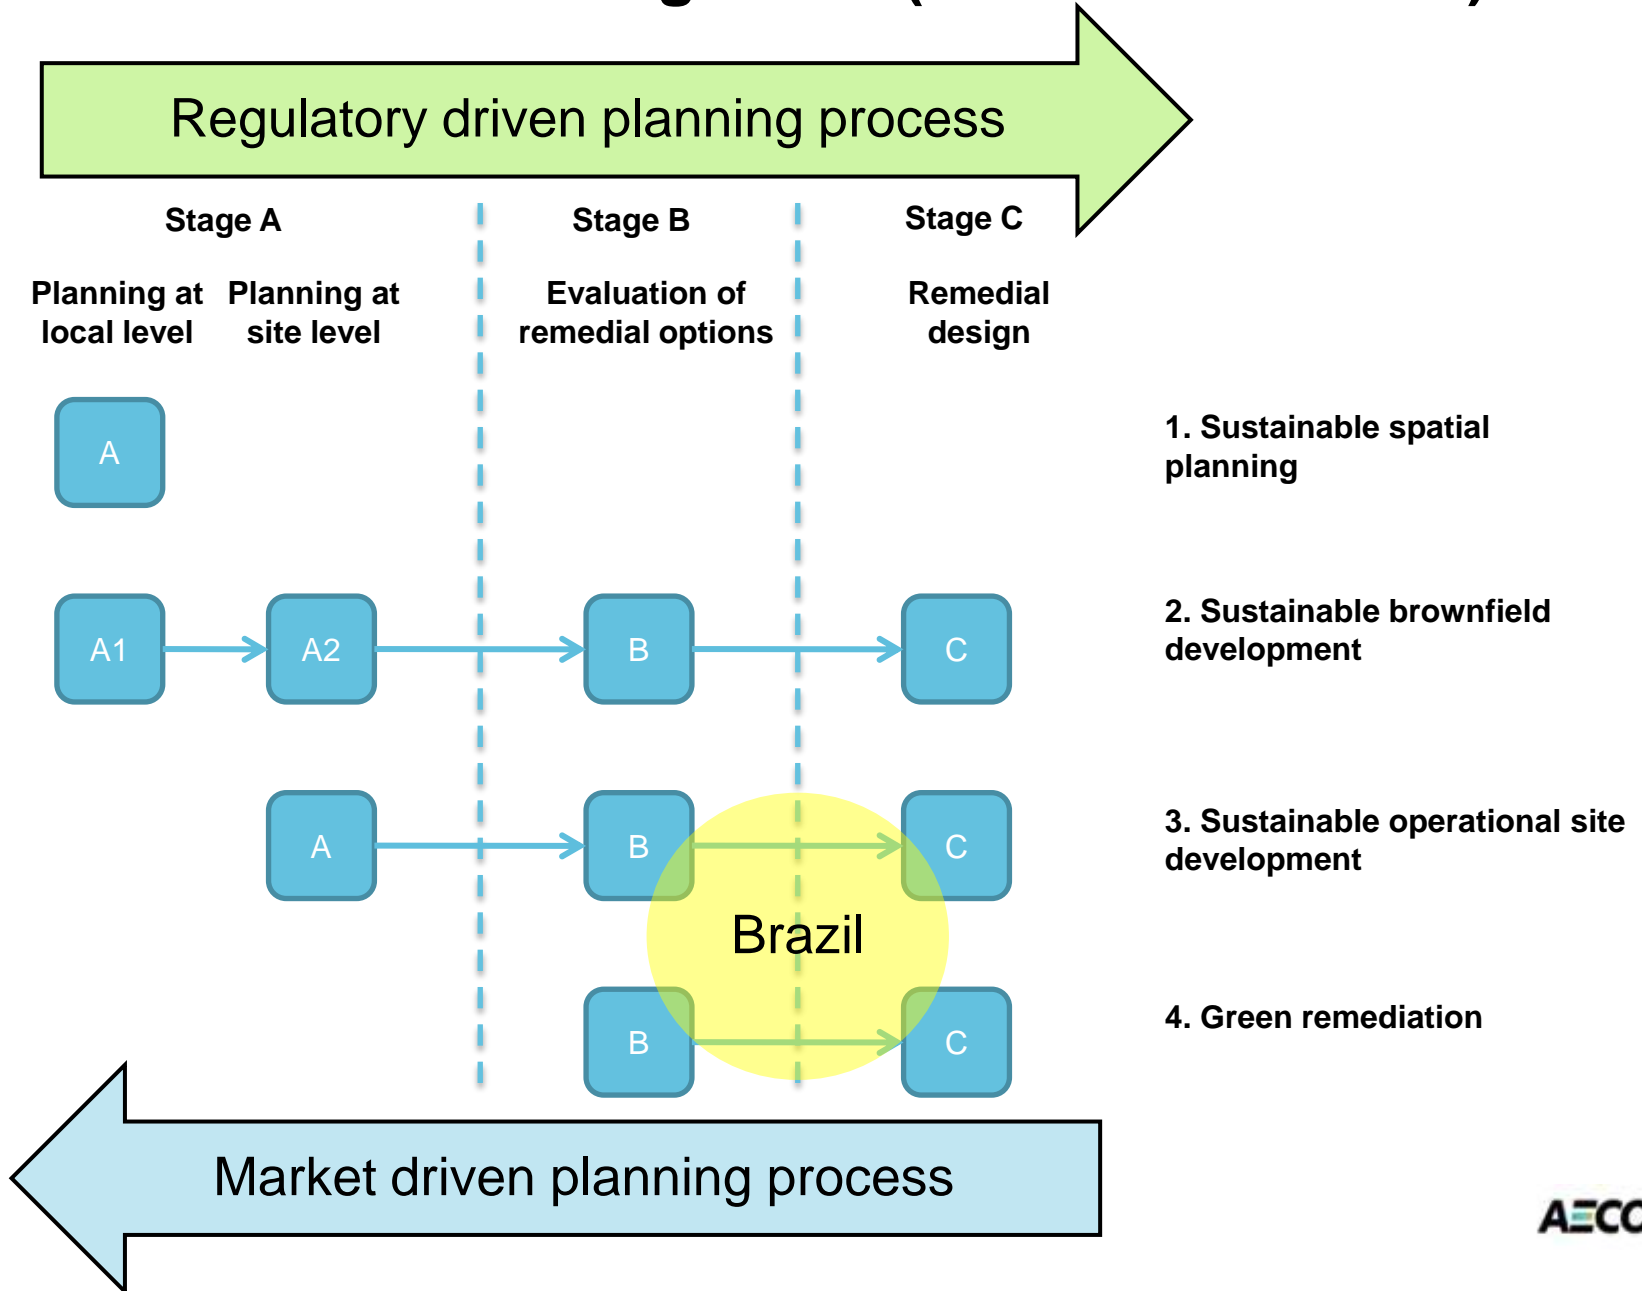 Regulatory driven planning process
Stage A
Stage B
Stage C
Planning at
local level
Planning at
site level
Evaluation of
remedial options
Remedial
design
A
1. Sustainable spatial
planning
A1
A2
B
C
2. Sustainable brownfield
development
A
B
C
3. Sustainable operational site
development
Brazil
B
C
4. Green remediation
Market driven planning process